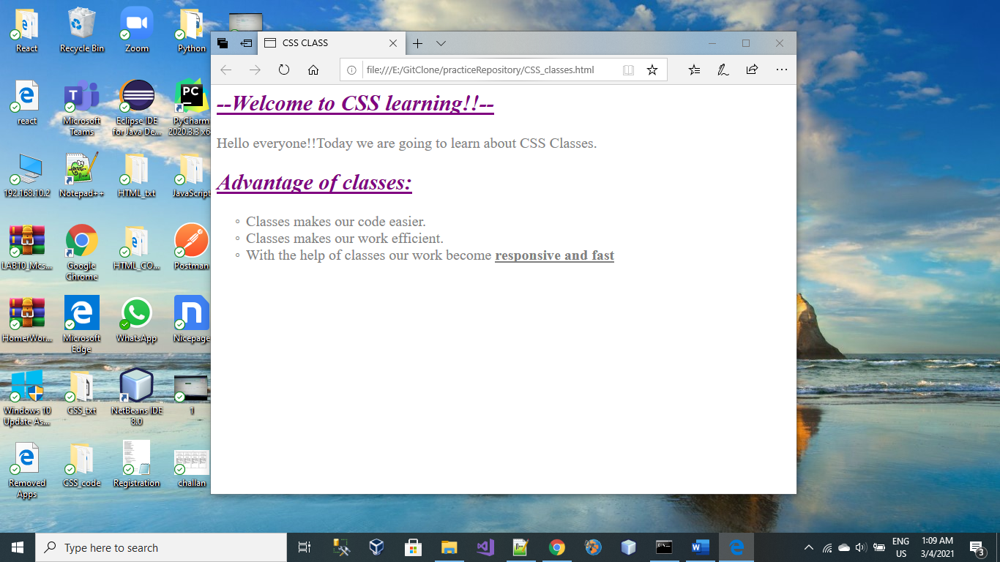 React
Recycle Bin
Zoom
Python
react
Microsoft
Teams
Eclipse IDE
for Java De...
PyCharm
2020.3.3 x64
192.168.10.2
Notepad++
HTML_txt
JavaScript
LAB10_Mcs...
Google
Chrome
HTML_CO...
Postman
HomerWor...
Microsoft
Edge
WhatsApp
Nicepage
Windows 10
Update As...
CSS_txt
NetBeans IDE
8.0
1
Removed
Apps
CSS_code
Registration
challan
CSS CLASS
file:///E:/GitClone/practiceRepository/CSS_classes.html
--Welcome to CSS learning!!--
Hello everyone!!Today we are going to learn about CSS Classes.
Advantage of classes:
Classes makes our code easier.
Classes makes our work efficient.
With the help of classes our work become responsive and fast
Type here to search
ENG
US
1:09 AM
3/4/2021
3